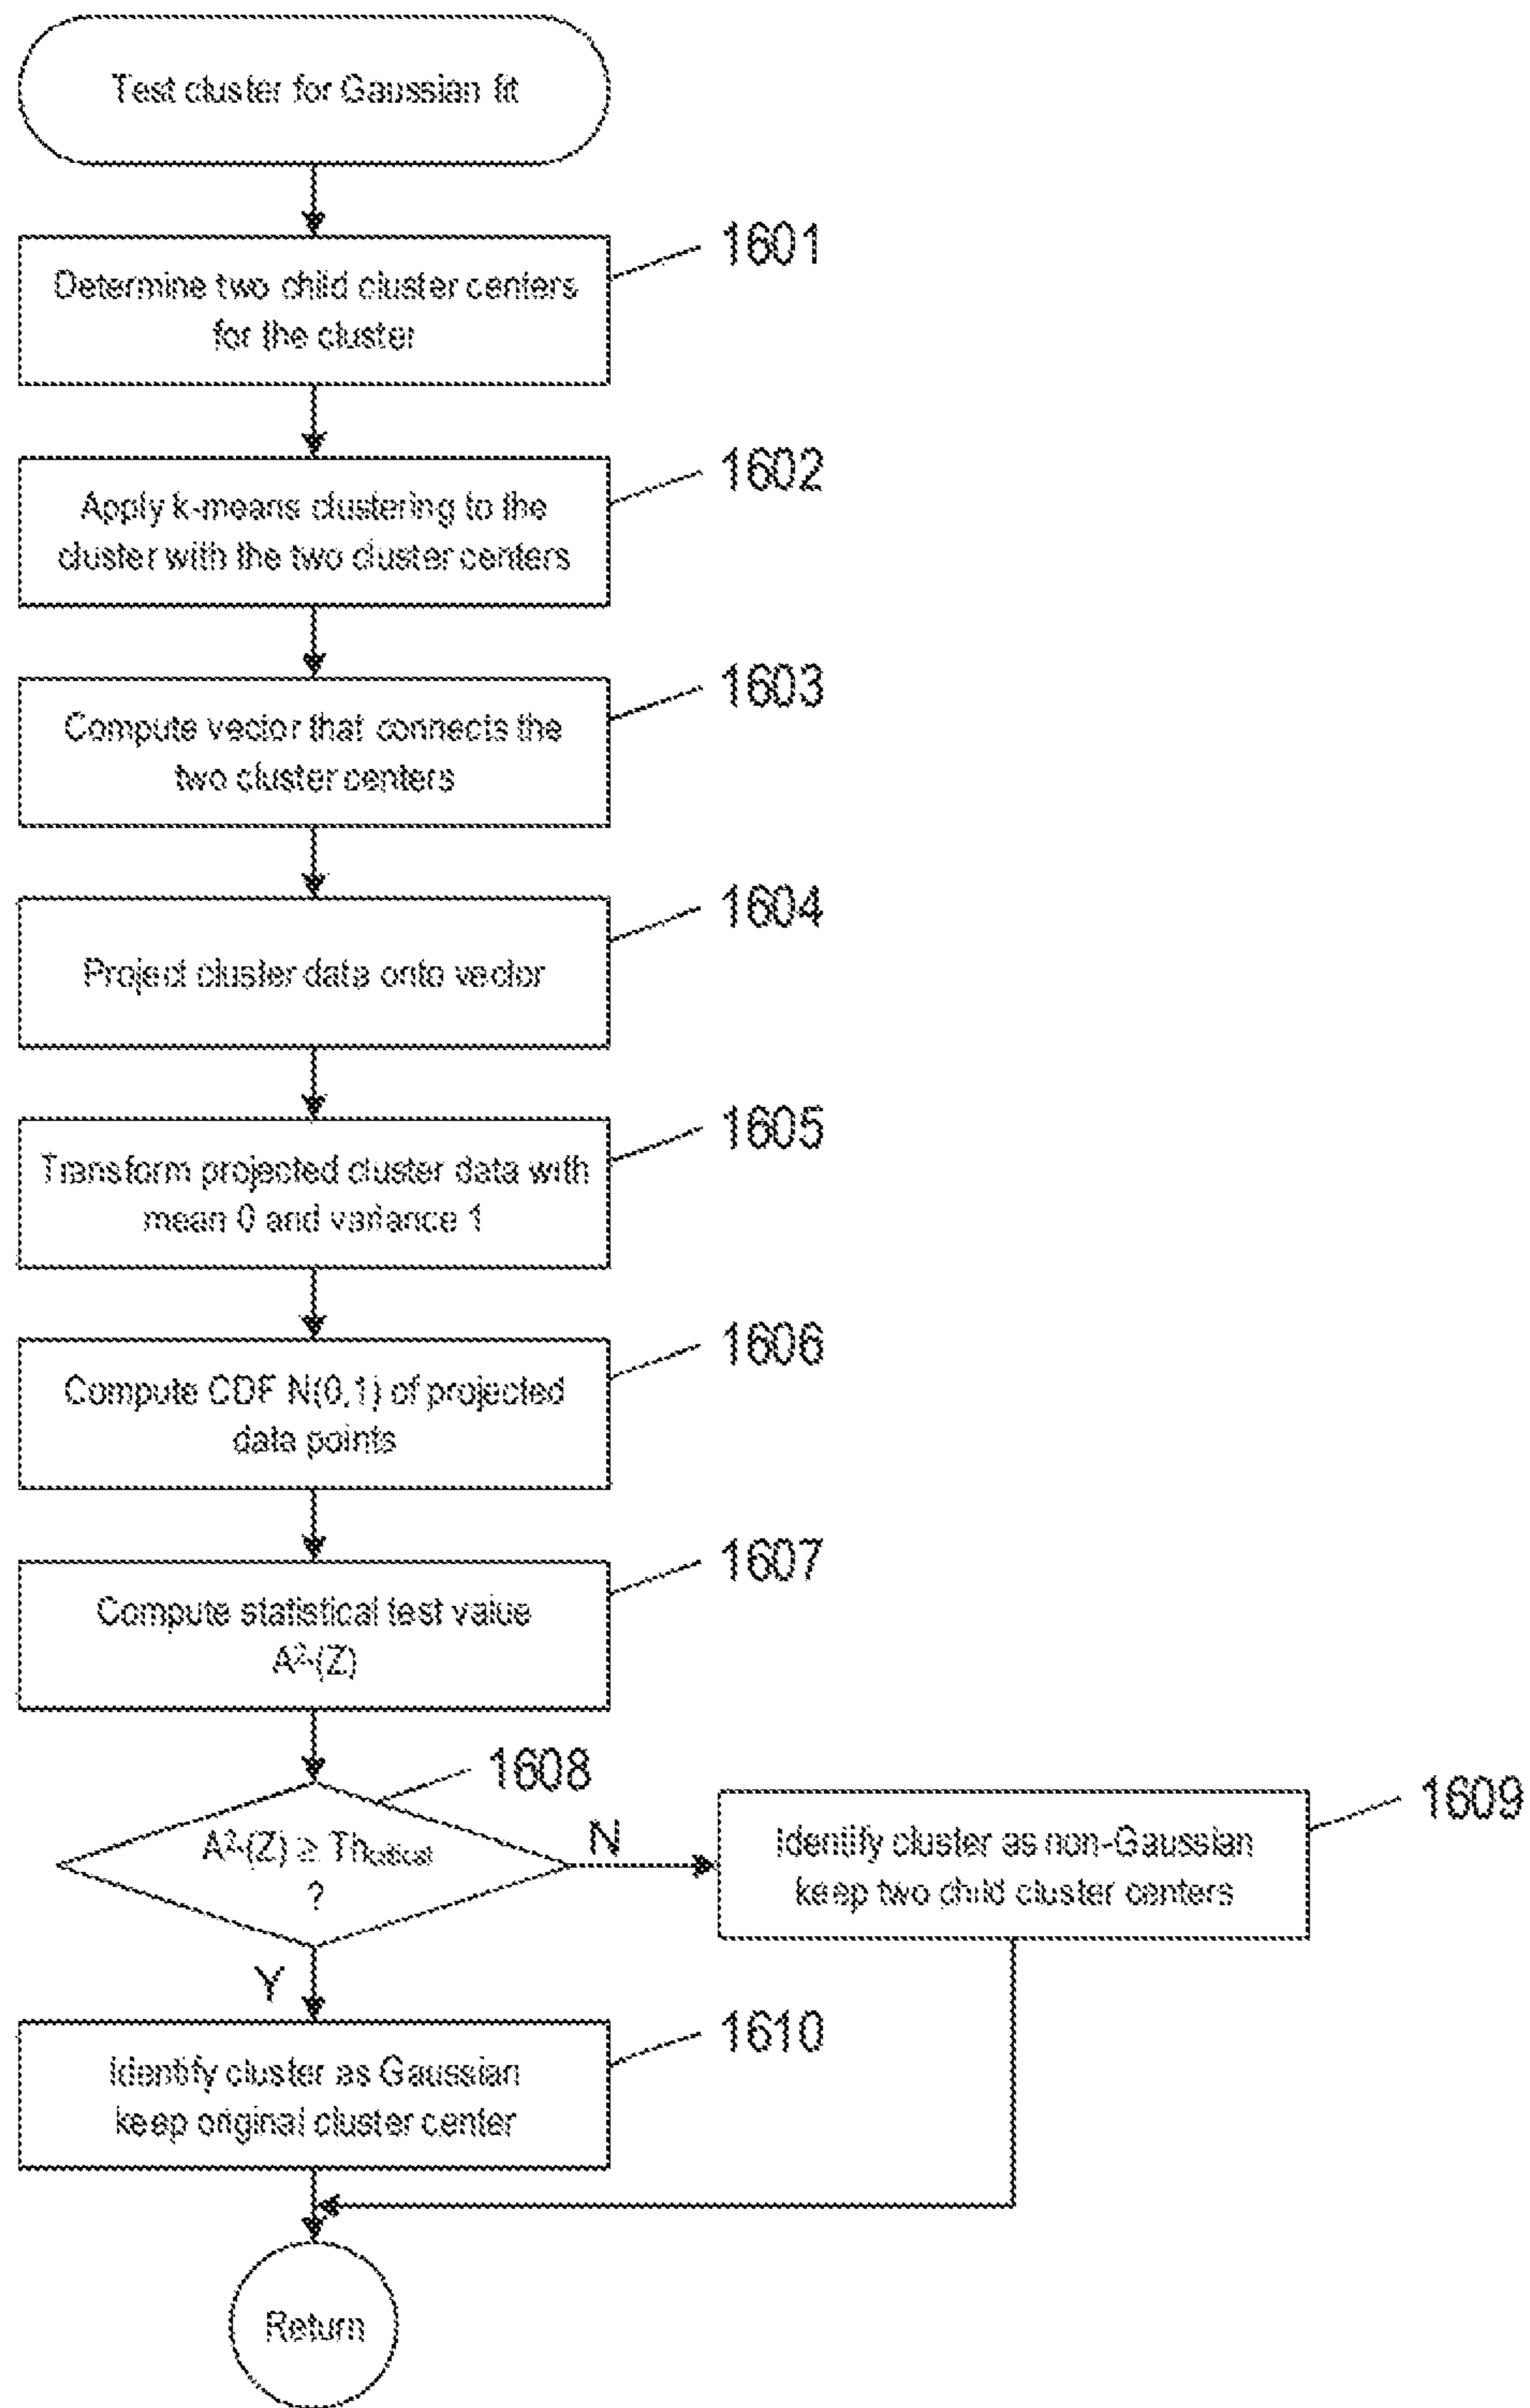 Test cluster for Gaussian fit
1601
Determine two child cluster centers
for the cluster
1602
Apply k-means clustering to the
cluster with the two cluster centers
1603
Compute vector that connects the
two cluster centers
1604
Project cluster data onto vector
1605
Transform projected cluster data with
mean 0 and variance 1
1606
Compute CDF N(0,1) of projected
data points
1607
Compute statistical test value
A²*(Z)
1608
A²*(Z) ≥ Thcritical
?
N
1609
Identify cluster as non-Gaussian
keep two child cluster centers
Y
1610
Identify cluster as Gaussian
keep original cluster center
Return